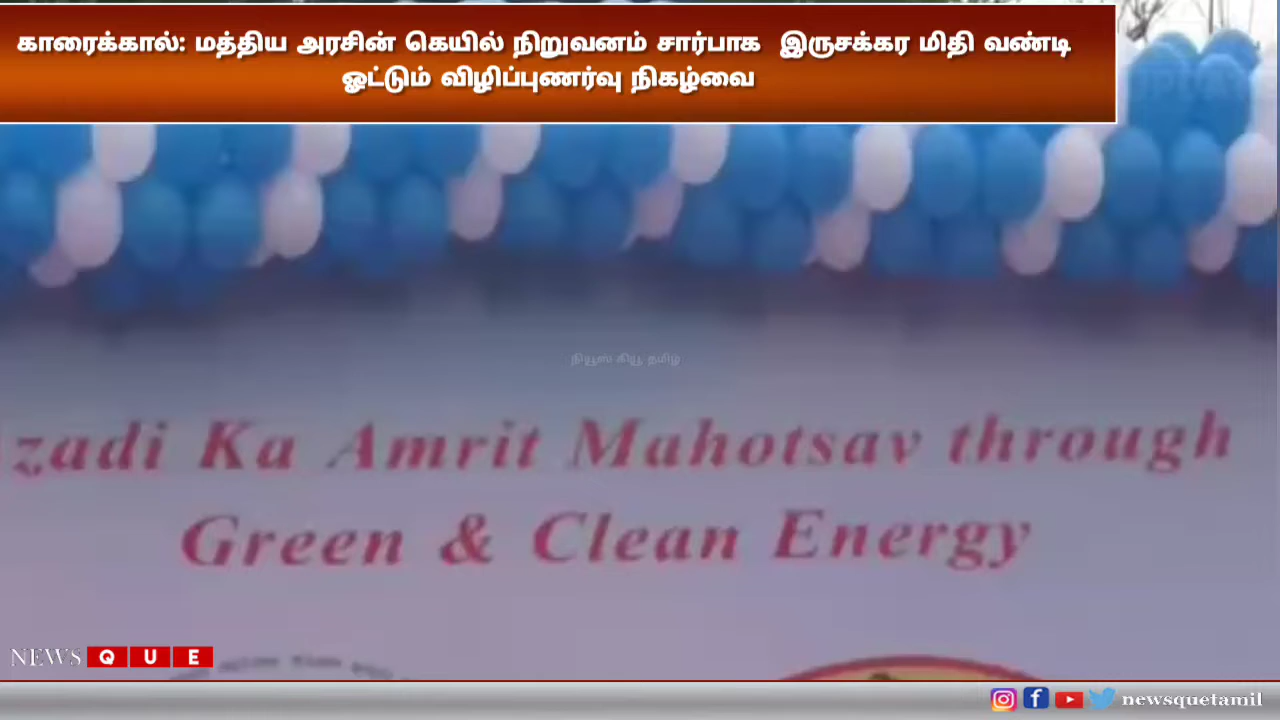 காரைக்கால்: மத்திய அரசின் கெயில் நிறுவனம் சார்பாக இருசக்கர மிதி வண்டி
ஓட்டும் விழிப்புணர்வு நிகழ்வை
நியூஸ் கியூ தமிழ்
zadi Ka Amrit Mahotsav through
Green & Clean Energy
NEWS QUE
newsquetamil